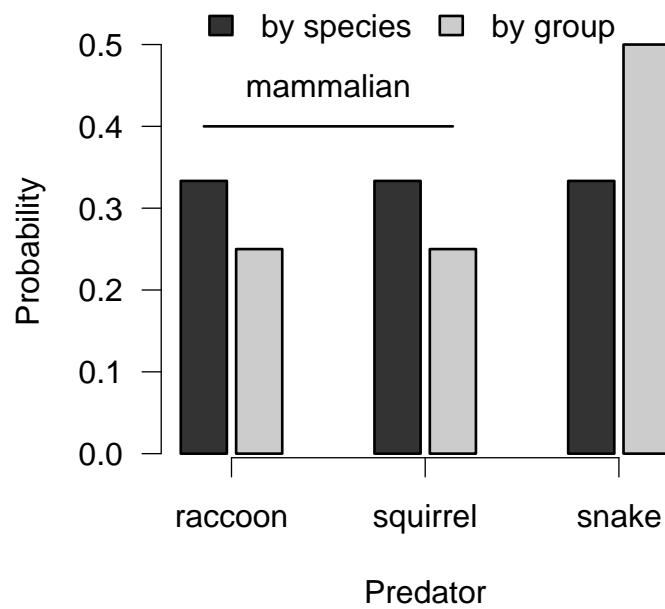 by species by group
mammalian
0.5
0.4
0.3
0.2
0.1
0.0
Probability
raccoon squirrel snake
Predator